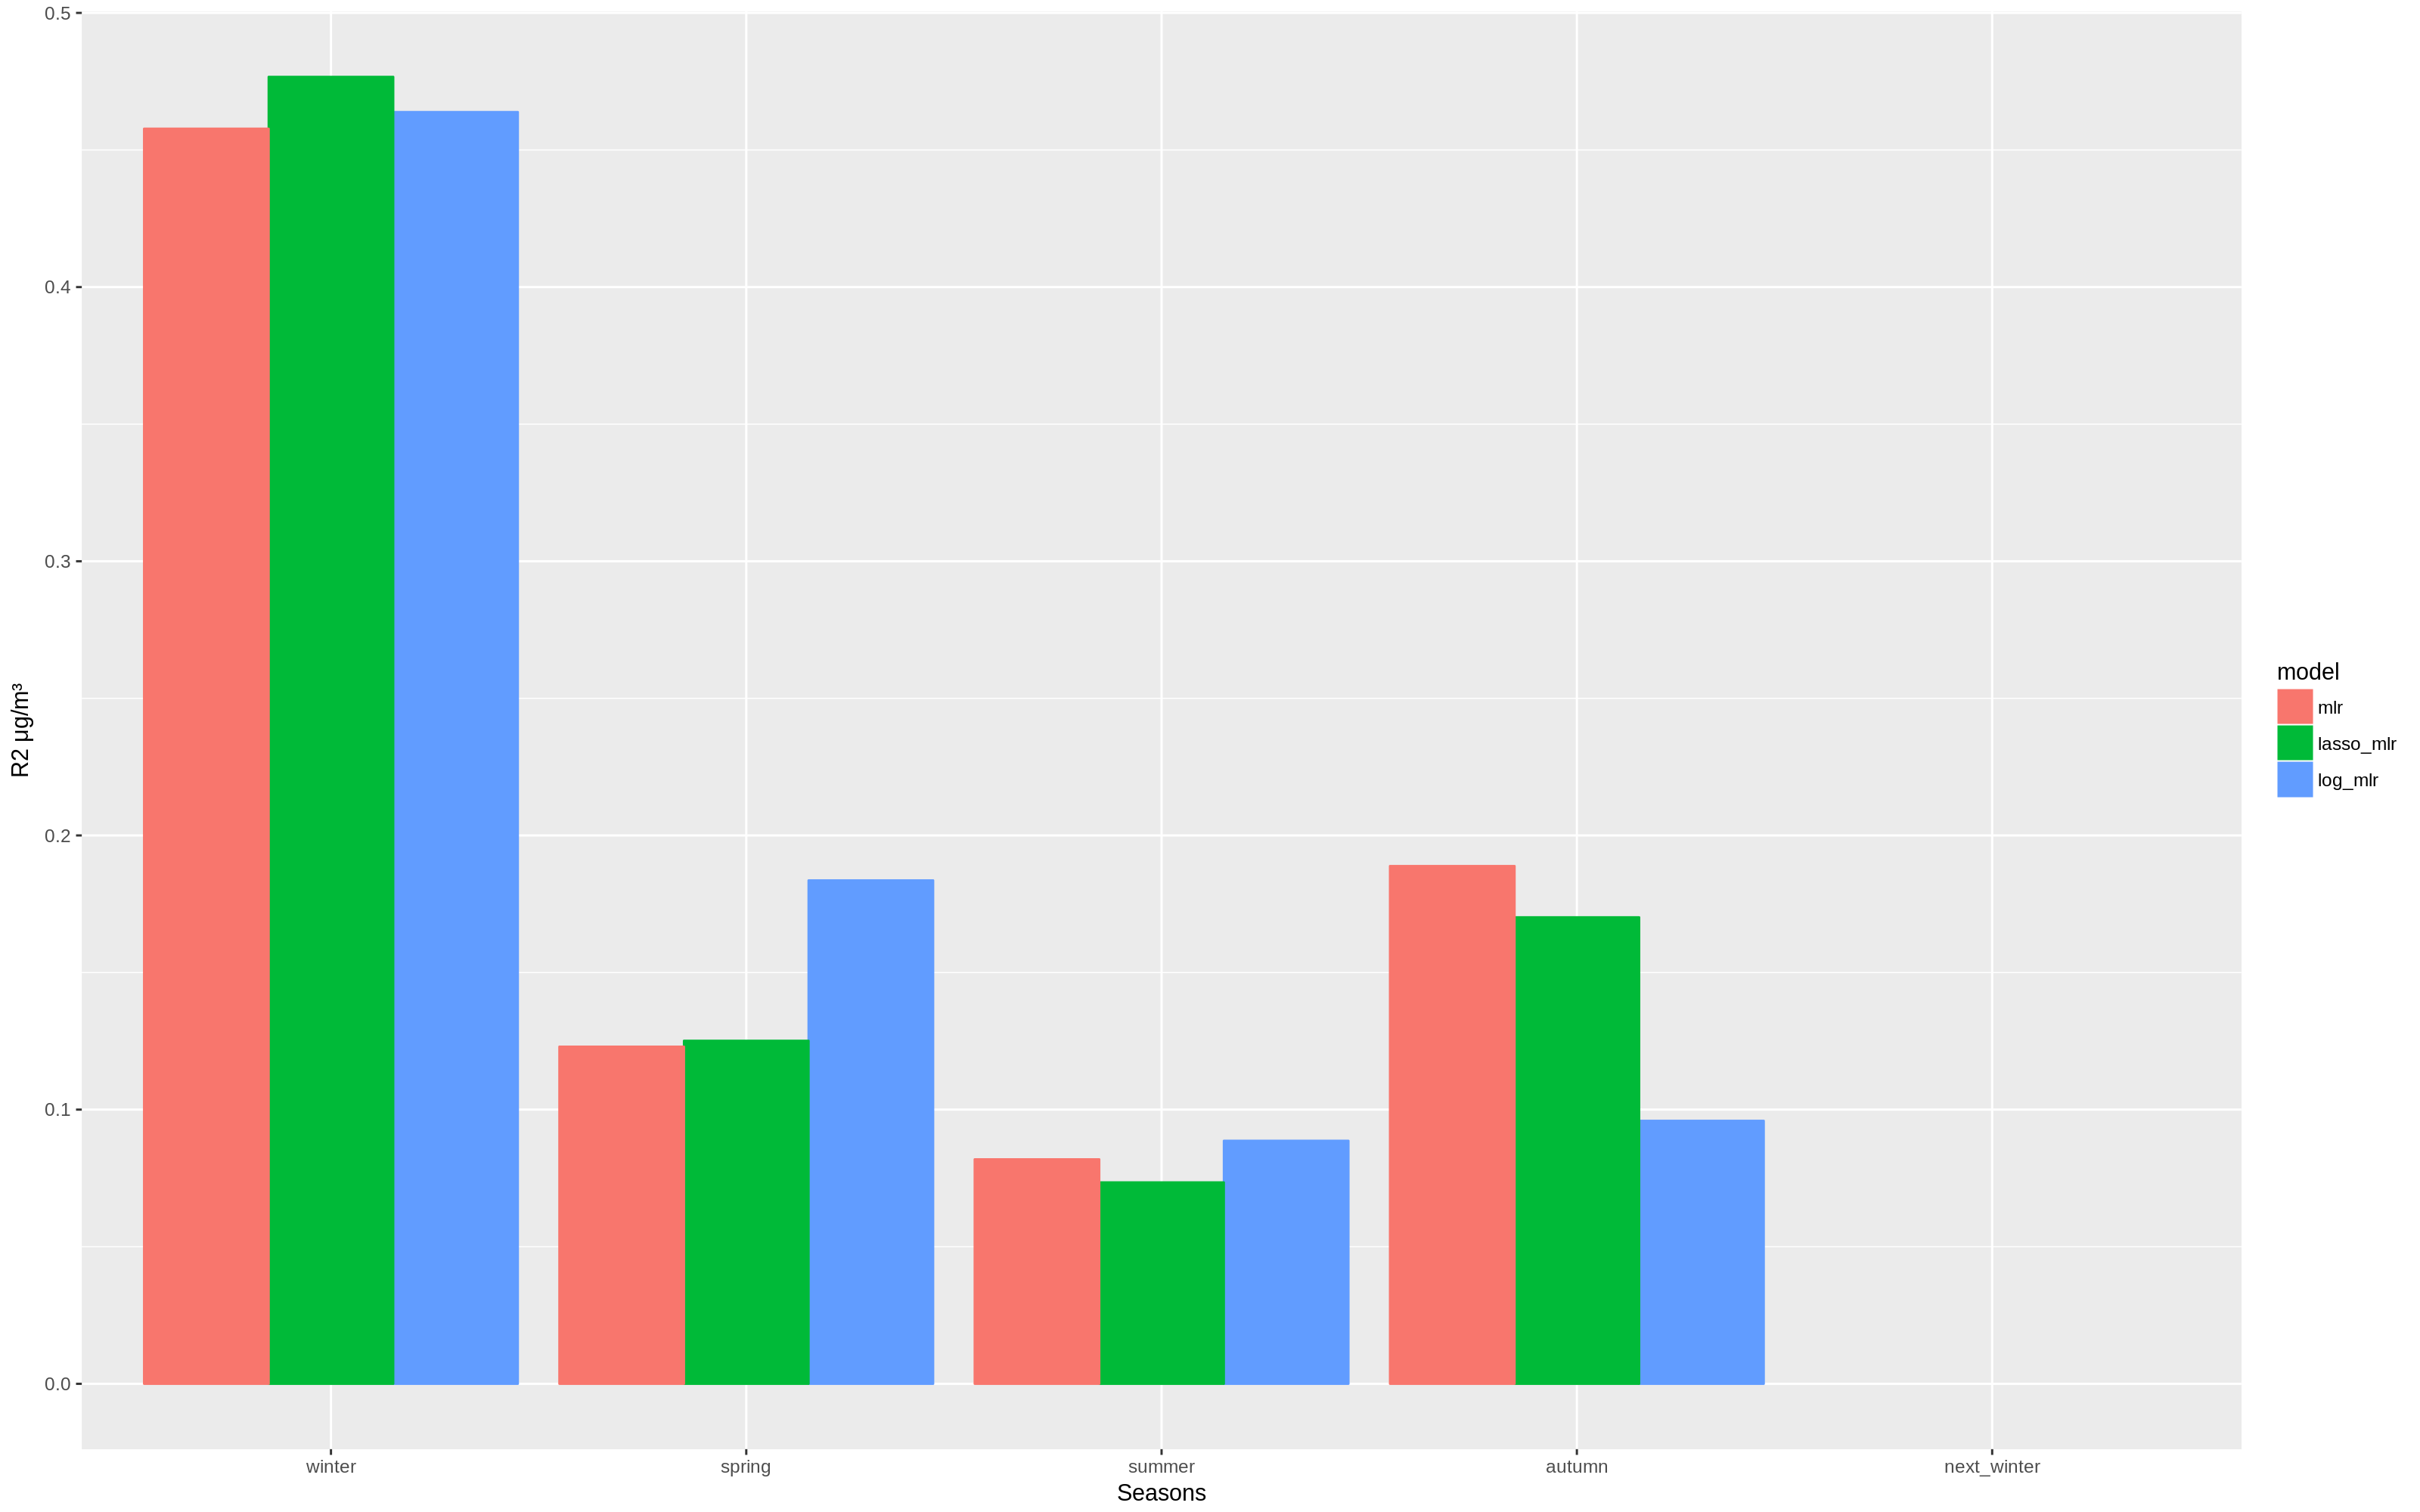 0.5
0.4
0.3
0.2
0.1
0.0
R2 μg/m³
winter
spring
summer
autumn
next_winter
Seasons
model
mlr
lasso_mlr
log_mlr